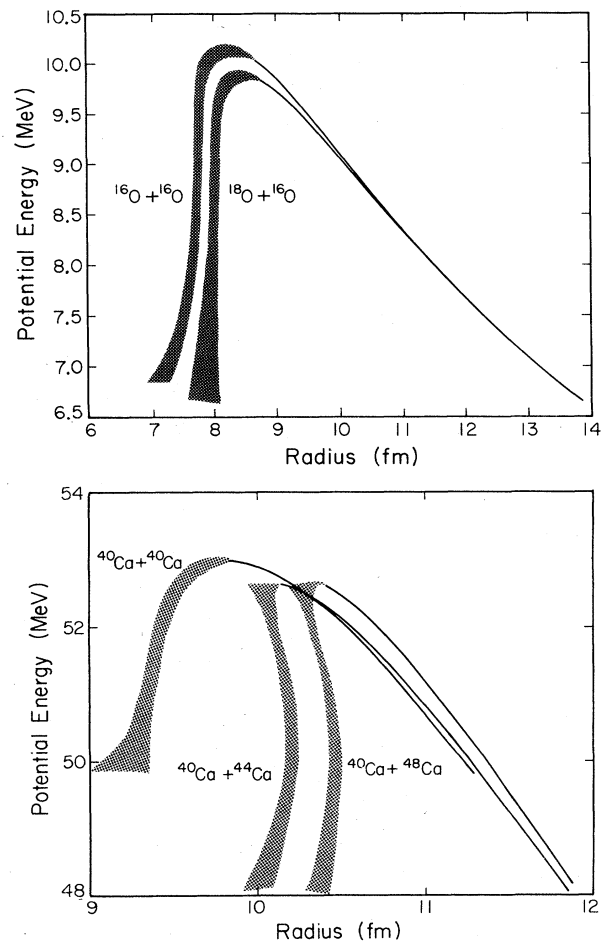 10.5
10.0
9.5
9.0
8.5
8.0
7.5
7.0
6.5
Potential Energy (MeV)
¹⁶O + ¹⁶O
¹⁸O + ¹⁶O
6 7 8 9 10 11 12 13 14
Radius (fm)
54
52
50
48
Potential Energy (MeV)
⁴⁰Ca + ⁴⁰Ca
⁴⁰Ca + ⁴⁴Ca
⁴⁰Ca + ⁴⁸Ca
9 10 11 12
Radius (fm)